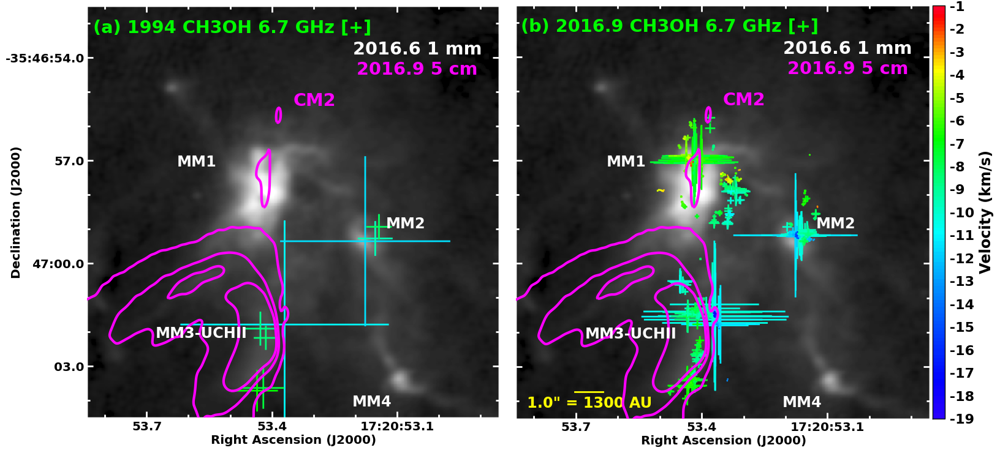 (a) 1994 CH3OH 6.7 GHz [+]
2016.6 1 mm
2016.9 5 cm
CM2
MM1
MM2
MM3-UCHII
MM4
-35:46:54.0
57.0
47:00.0
03.0
Declination (J2000)
53.7
53.4
17:20:53.1
Right Ascension (J2000)
(b) 2016.9 CH3OH 6.7 GHz [+]
2016.6 1 mm
2016.9 5 cm
CM2
MM1
MM2
MM3-UCHII
1.0" = 1300 AU
MM4
53.7
53.4
17:20:53.1
Right Ascension (J2000)
-1
-2
-3
-4
-5
-6
-7
-8
-9
-10
-11
-12
-13
-14
-15
-16
-17
-18
-19
Velocity (km/s)